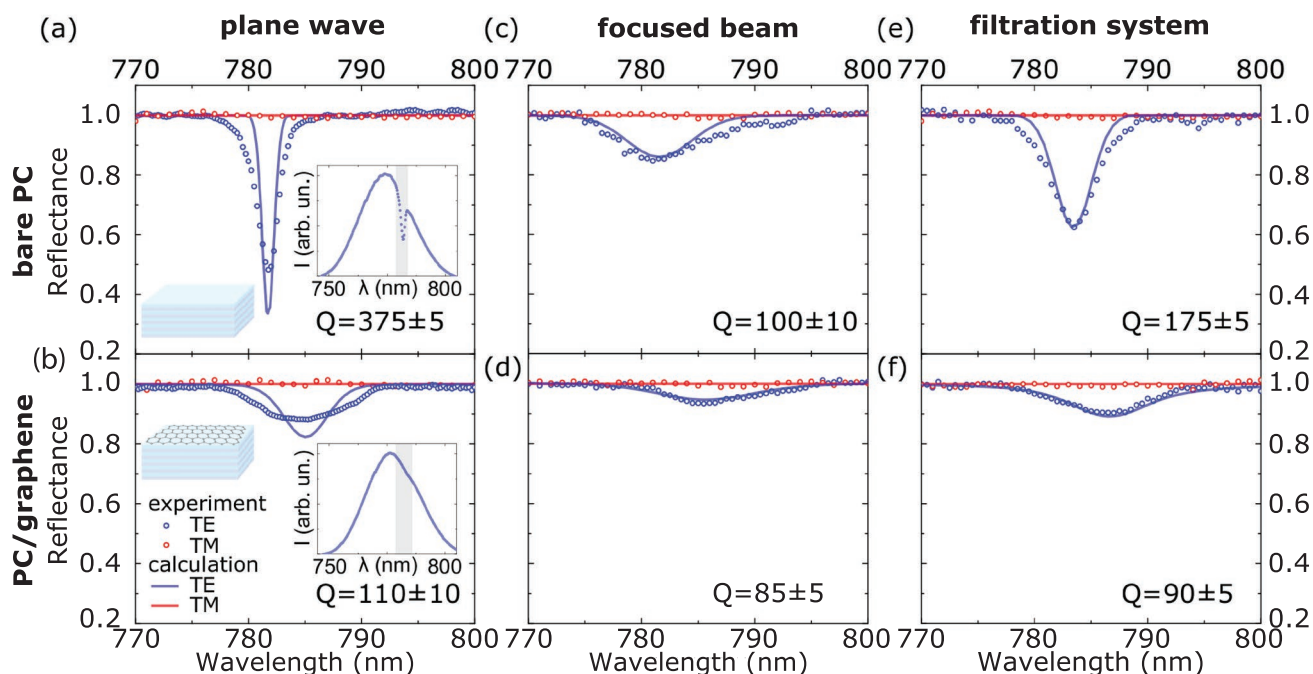 (a) plane wave (c) focused beam (e) filtration system
770 780 790 800 770 780 790 800 770 780 790 800
bare PC
Reflectance
1.0
0.8
0.6
0.4
0.2
I (arb. un.)
750 λ (nm) 800
Q=375±5
Q=100±10
Q=175±5
1.0
0.8
0.6
0.4
0.2
(b) (d) (f)
PC/graphene
Reflectance
1.0
0.8
0.6
0.4
0.2
experiment
TE
TM
calculation
TE
TM
I (arb. un.)
750 λ (nm) 800
Q=110±10
Q=85±5
Q=90±5
1.0
0.8
0.6
0.4
0.2
770 780 790 800 770 780 790 800 770 780 790 800
Wavelength (nm) Wavelength (nm) Wavelength (nm)